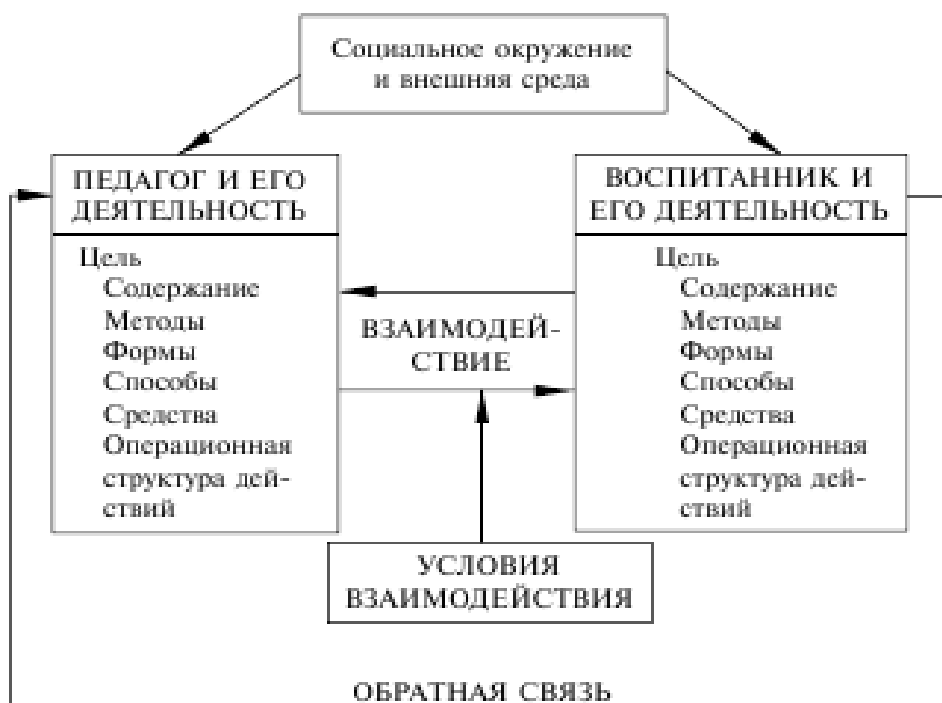 Социальное окружение
и внешняя среда
ПЕДАГОГ И ЕГО
ДЕЯТЕЛЬНОСТЬ
Цель
Содержание
Методы
Формы
Способы
Средства
Операционная
структура дей-
ствий
ВЗАИМОДЕЙ-
СТВИЕ
ВОСПИТАННИК И
ЕГО ДЕЯТЕЛЬНОСТЬ
Цель
Содержание
Методы
Формы
Способы
Средства
Операционная
структура дей-
ствий
УСЛОВИЯ
ВЗАИМОДЕЙСТВИЯ
ОБРАТНАЯ СВЯЗЬ